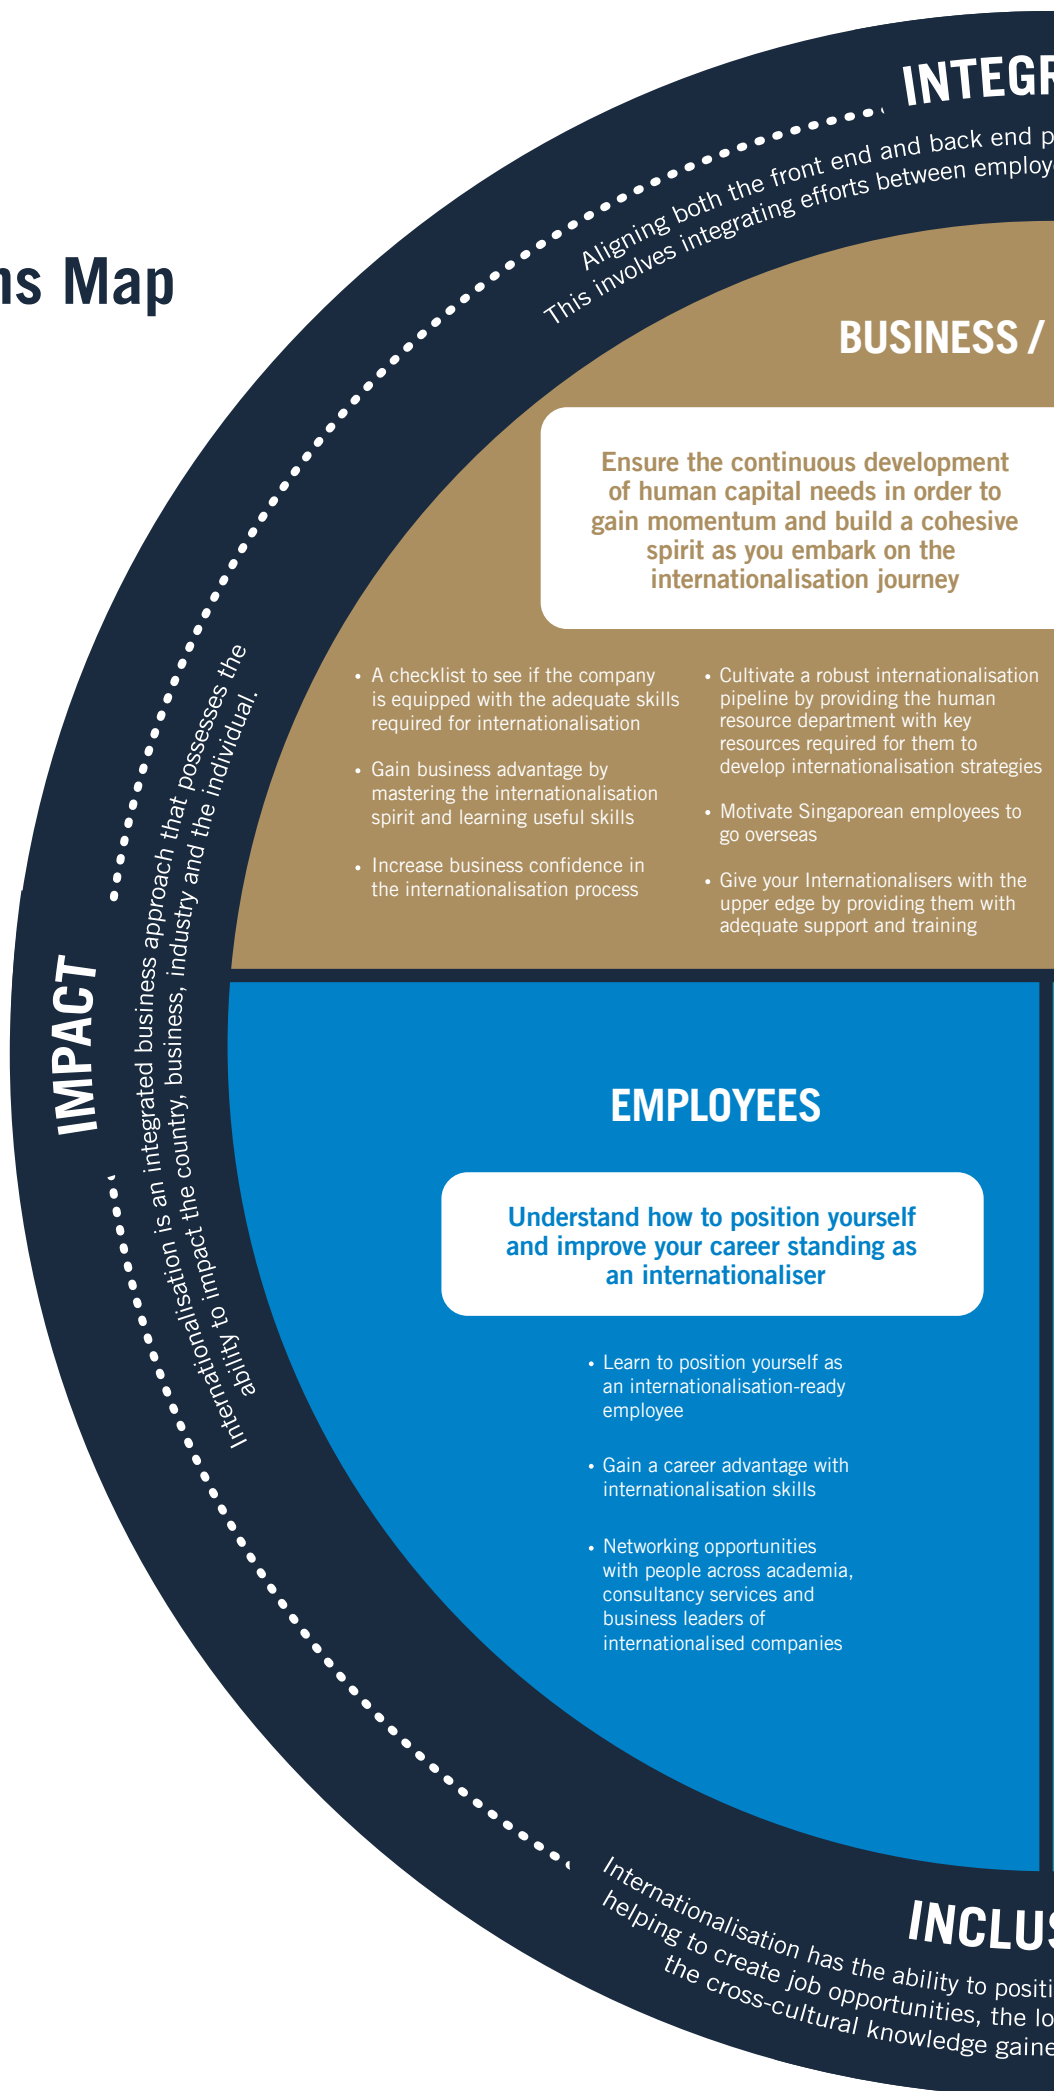 Map
Aligning both the front end and back end
This involves integrating efforts between
BUSINESS /
Ensure the continuous development
of human capital needs in order to
gain momentum and build a cohesive
spirit as you embark on the
internationalisation journey
• A checklist to see if the company
is equipped with the adequate skills
required for internationalisation
• Gain business advantage by
mastering the internationalisation
spirit and learning useful skills
• Increase business confidence in
the internationalisation process
• Cultivate a robust internationalisation
pipeline by providing the human
resource department with key
resources required for them to
develop internationalisation strategies
• Motivate Singaporean employees to
go overseas
• Give your Internationalisers with the
upper edge by providing them with
adequate support and training
IMPACT
Internationalisation is an integrated business approach that possesses the
ability to impact the country, business, industry and the individual.
EMPLOYEES
Understand how to position yourself
and improve your career standing as
an internationaliser
• Learn to position yourself as
an internationalisation-ready
employee
• Gain a career advantage with
internationalisation skills
• Networking opportunities
with people across academia,
consultancy services and
business leaders of
internationalised companies
Internationalisation has the ability to
helping to create job opportunities, the
the cross-cultural knowledge